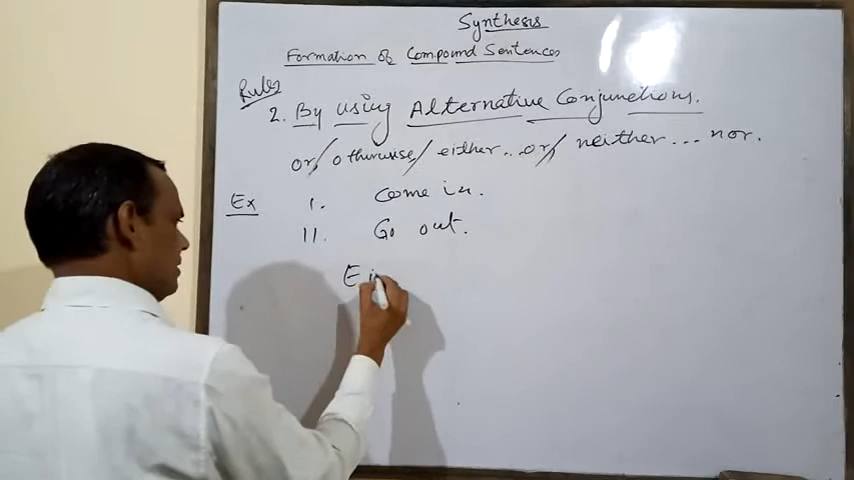 Synthesis
Formation of Compound Sentences
Rules
2. By using Alternative Conjunctions.
or/ otherwise/ either...or/ neither...nor.
Ex I. Come in.
II. Go out.
Ei